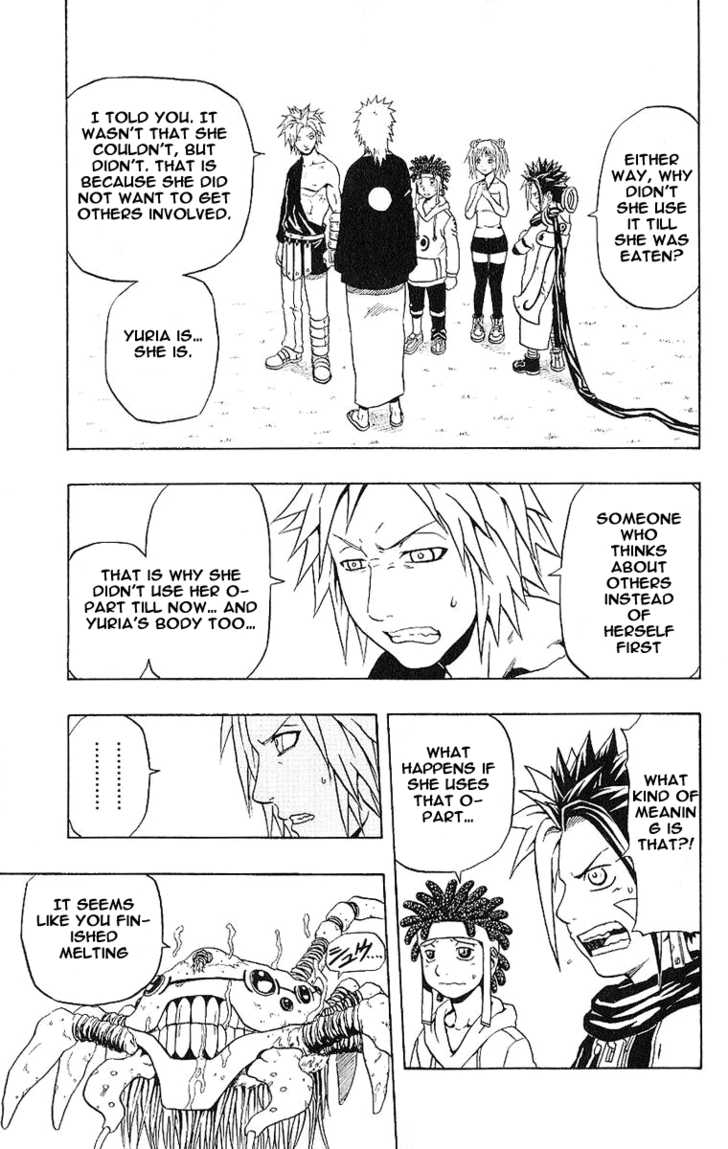 EITHER
WAY, WHY
DIDN'T
SHE USE
IT TILL
SHE WAS
EATEN?
I TOLD YOU. IT
WASN'T THAT SHE
COULDN'T, BUT
DIDN'T. THAT IS
BECAUSE SHE DID
NOT WANT TO GET
OTHERS INVOLVED.
YURIA IS...
SHE IS.
SOMEONE
WHO
THINKS
ABOUT
OTHERS
INSTEAD
OF
HERSELF
FIRST
THAT IS WHY SHE
DIDN'T USE HER O-
PART TILL NOW... AND
YURIA'S BODY TOO...
WHAT
KIND OF
MEANIN
G IS
THAT?!
WHAT
HAPPENS IF
SHE USES
THAT O-
PART...
..........
IT SEEMS
LIKE YOU FIN-
ISHED
MELTING